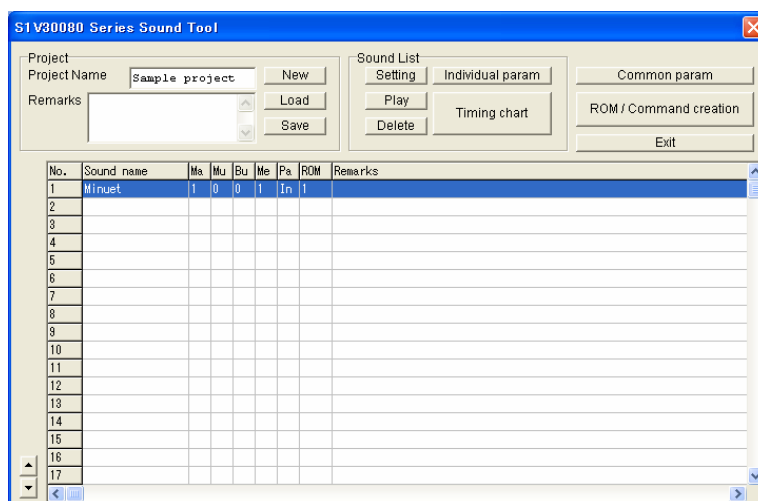 S1V30080 Series Sound Tool
Project
Project Name Sample project New
Remarks Load
Save
Sound List
Setting Individual param
Play Timing chart
Delete
Common param
ROM / Command creation
Exit
No. Sound name Ma Mu Bu Me Pa ROM Remarks
1 Minuet 1 0 0 1 In 1
2
3
4
5
6
7
8
9
10
11
12
13
14
15
16
17